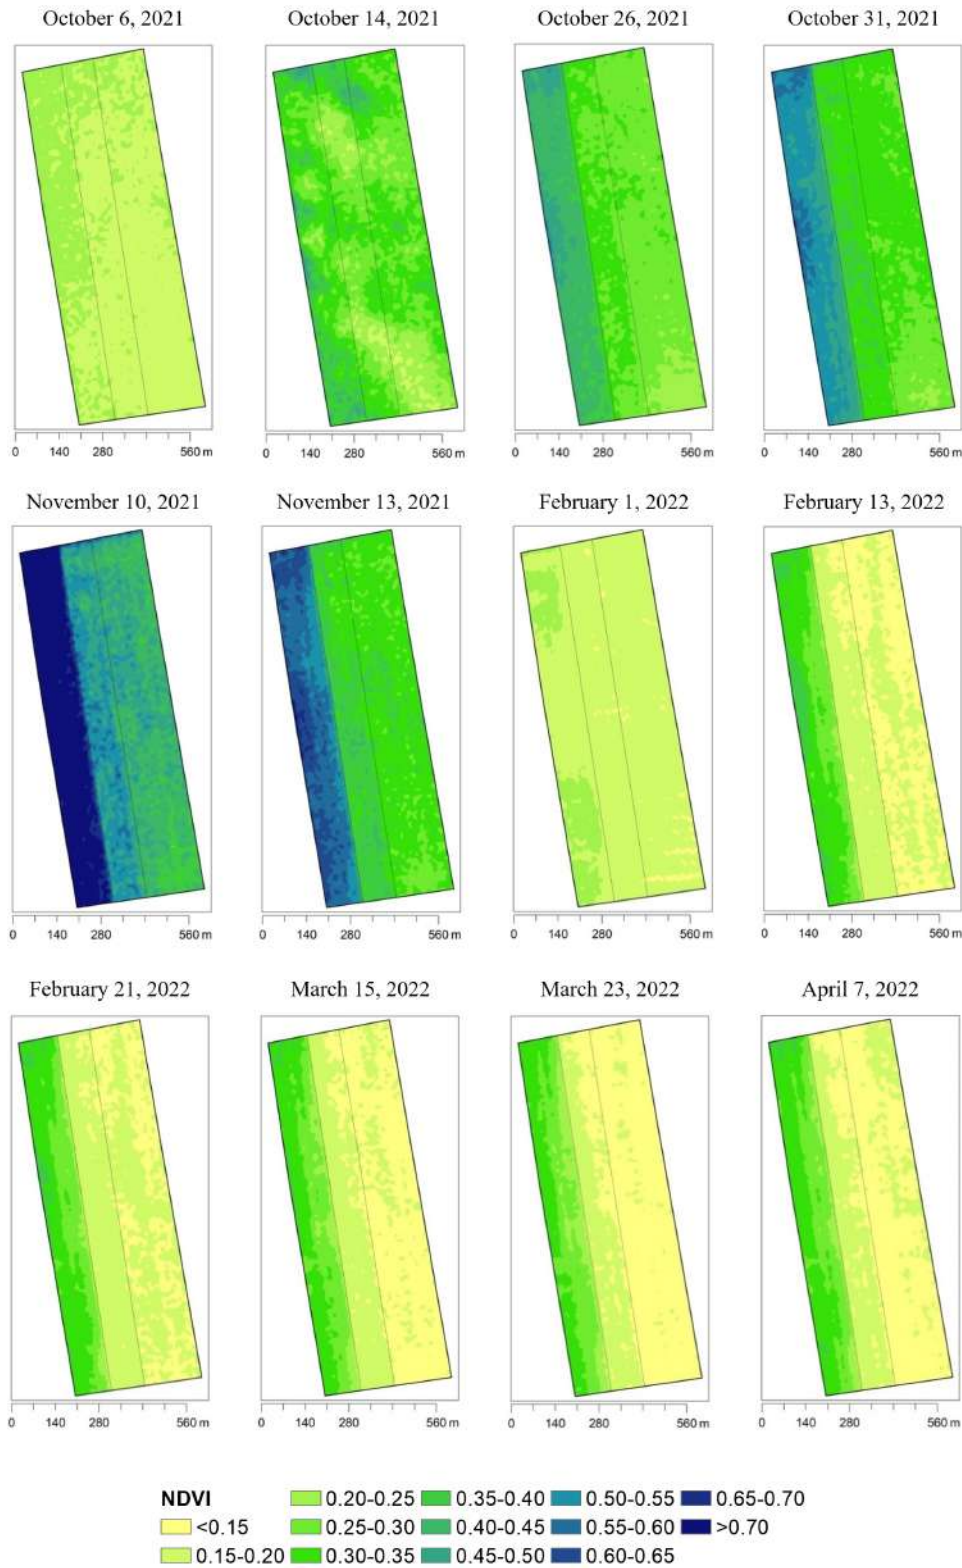 October 6, 2021 October 14, 2021 October 26, 2021 October 31, 2021
0 140 280 560 m 0 140 280 560 m 0 140 280 560 m 0 140 280 560 m
November 10, 2021 November 13, 2021 February 1, 2022 February 13, 2022
0 140 280 560 m 0 140 280 560 m 0 140 280 560 m 0 140 280 560 m
February 21, 2022 March 15, 2022 March 23, 2022 April 7, 2022
0 140 280 560 m 0 140 280 560 m 0 140 280 560 m 0 140 280 560 m
NDVI 0.20-0.25 0.35-0.40 0.50-0.55 0.65-0.70
<0.15 0.25-0.30 0.40-0.45 0.55-0.60 >0.70
0.15-0.20 0.30-0.35 0.45-0.50 0.60-0.65